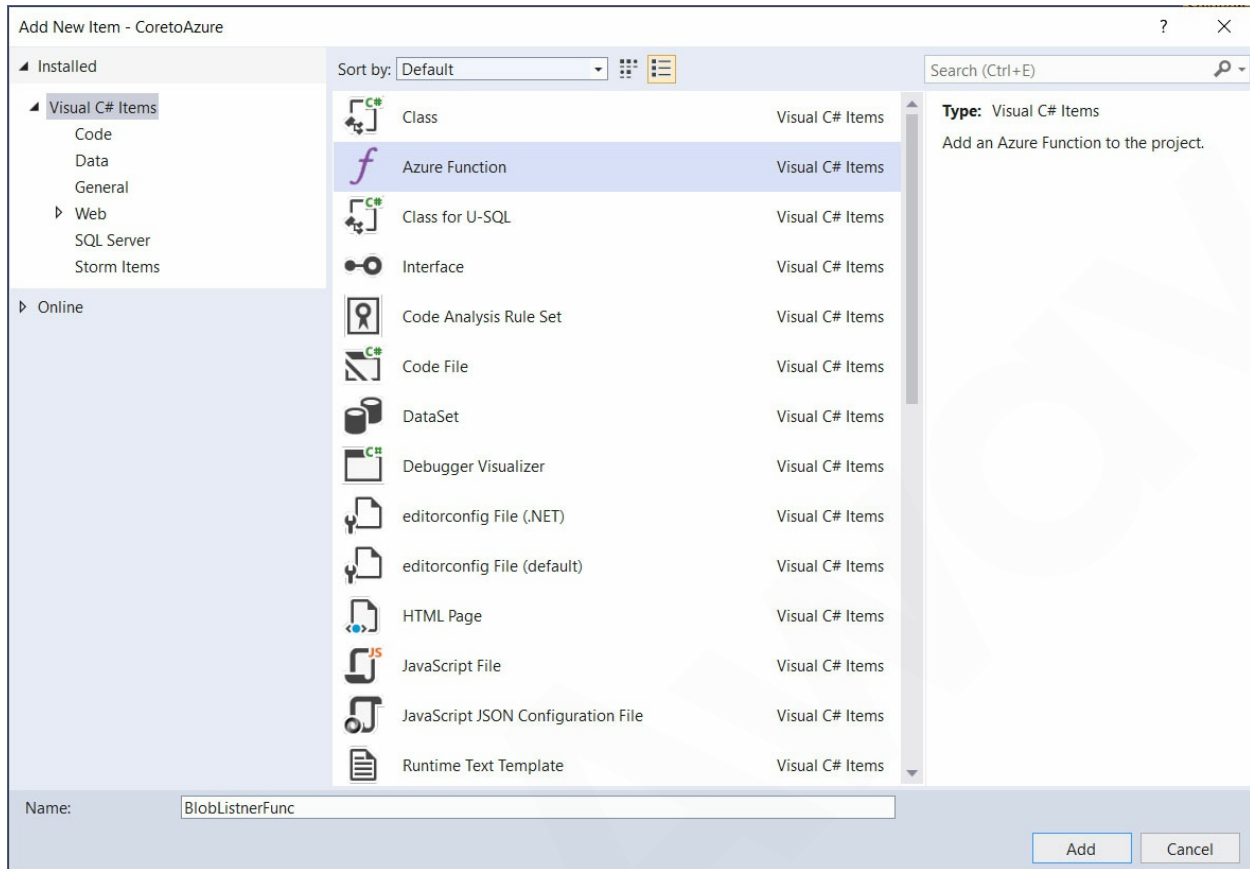 Add New Item - CoretoAzure
?
Installed
Sort by: Default
Search (Ctrl+E)
Visual C# Items
Code
Data
General
Web
SQL Server
Storm Items
Online
Class Visual C# Items
Azure Function Visual C# Items
Class for U-SQL Visual C# Items
Interface Visual C# Items
Code Analysis Rule Set Visual C# Items
Code File Visual C# Items
DataSet Visual C# Items
Debugger Visualizer Visual C# Items
editorconfig File (.NET) Visual C# Items
editorconfig File (default) Visual C# Items
HTML Page Visual C# Items
JavaScript File Visual C# Items
JavaScript JSON Configuration File Visual C# Items
Runtime Text Template Visual C# Items
Type: Visual C# Items
Add an Azure Function to the project.
Name: BlobListnerFunc
Add Cancel